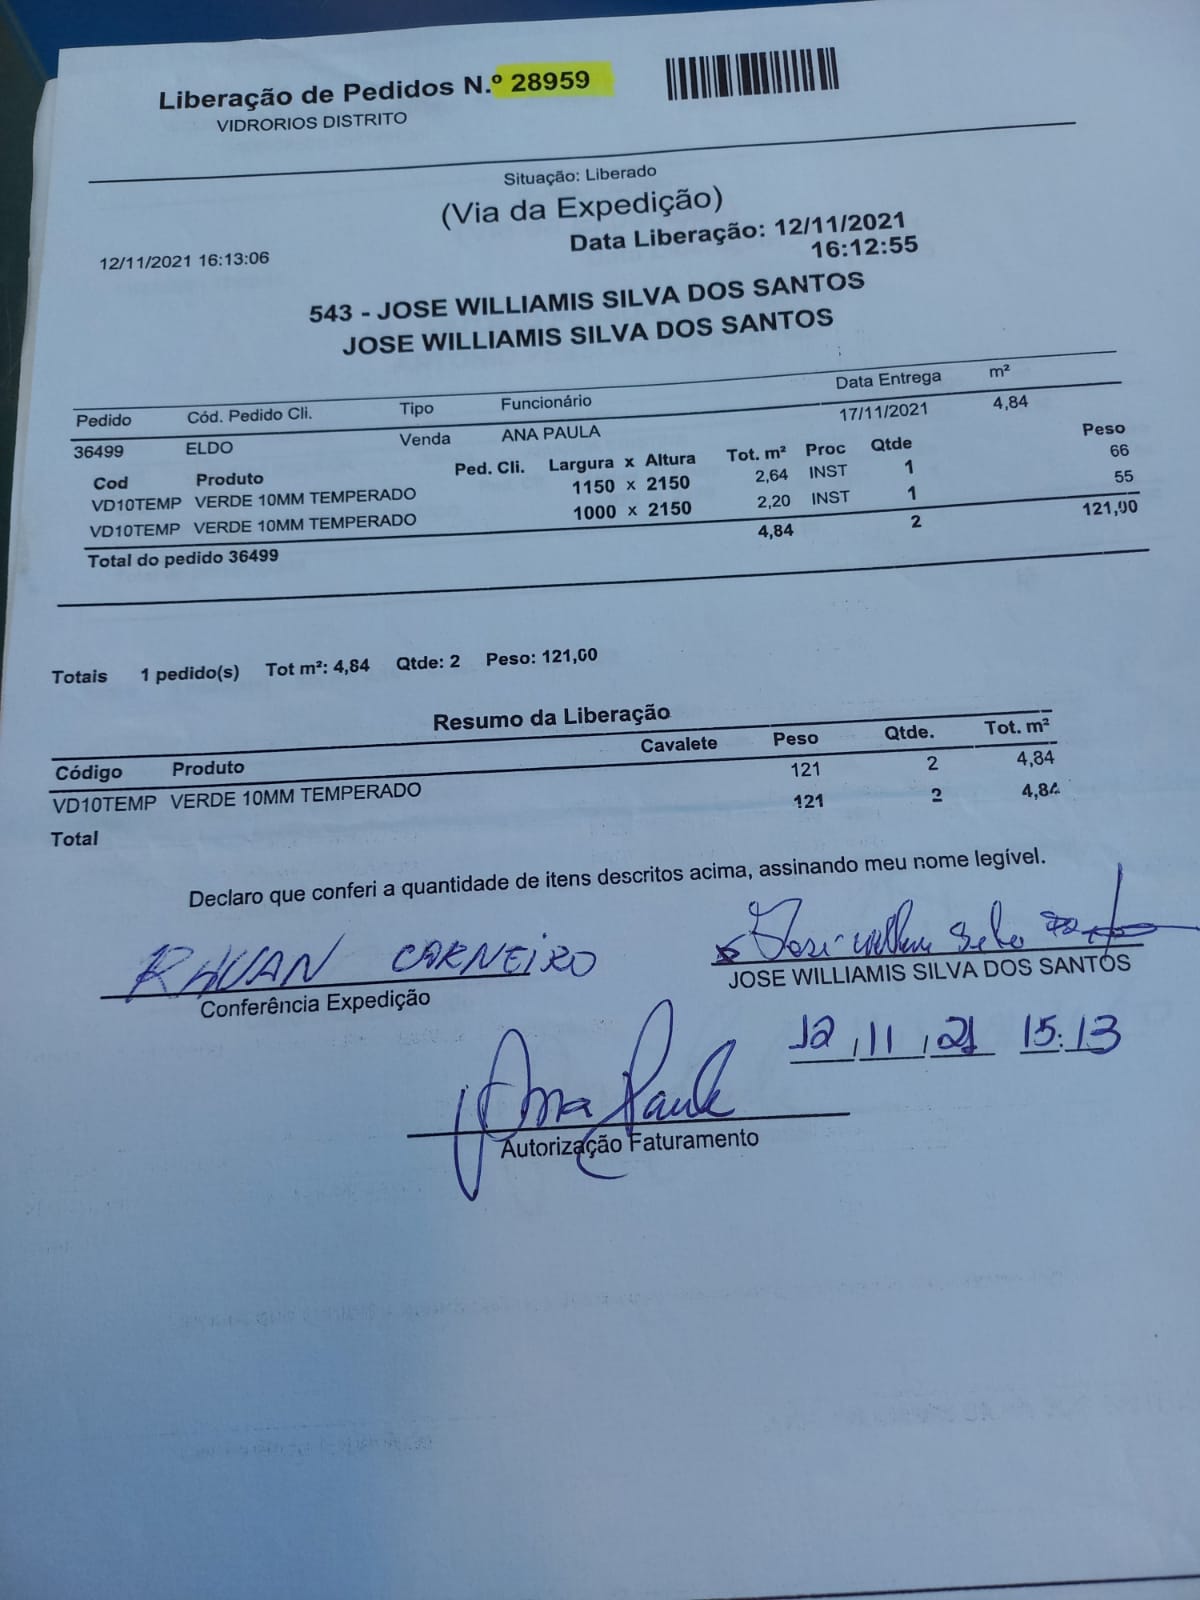 Liberação de Pedidos N.º 28959
VIDRORIOS DISTRITO
Situação: Liberado
(Via da Expedição)
12/11/2021 16:13:06
Data Liberação: 12/11/2021
16:12:55
543 - JOSE WILLIAMIS SILVA DOS SANTOS
JOSE WILLIAMIS SILVA DOS SANTOS
Pedido Cód. Pedido Cli. Tipo Funcionário Data Entrega m²
36499 ELDO Venda ANA PAULA 17/11/2021 4,84
Cod Produto Ped. Cli. Largura x Altura Tot. m² Proc Qtde Peso
VD10TEMP VERDE 10MM TEMPERADO 1150 x 2150 2,64 INST 1 66
VD10TEMP VERDE 10MM TEMPERADO 1000 x 2150 2,20 INST 1 55
Total do pedido 36499 4,84 2 121,00
Totais 1 pedido(s) Tot m²: 4,84 Qtde: 2 Peso: 121,00
Resumo da Liberação
Código Produto Cavalete Peso Qtde. Tot. m²
VD10TEMP VERDE 10MM TEMPERADO 121 2 4,84
Total 121 2 4,84
Declaro que conferi a quantidade de itens descritos acima, assinando meu nome legível.
RHUAN CARNEIRO
Conferência Expedição
JOSE WILLIAMIS SILVA DOS SANTOS
12/11/21 15:13
Ana Paula
Autorização Faturamento